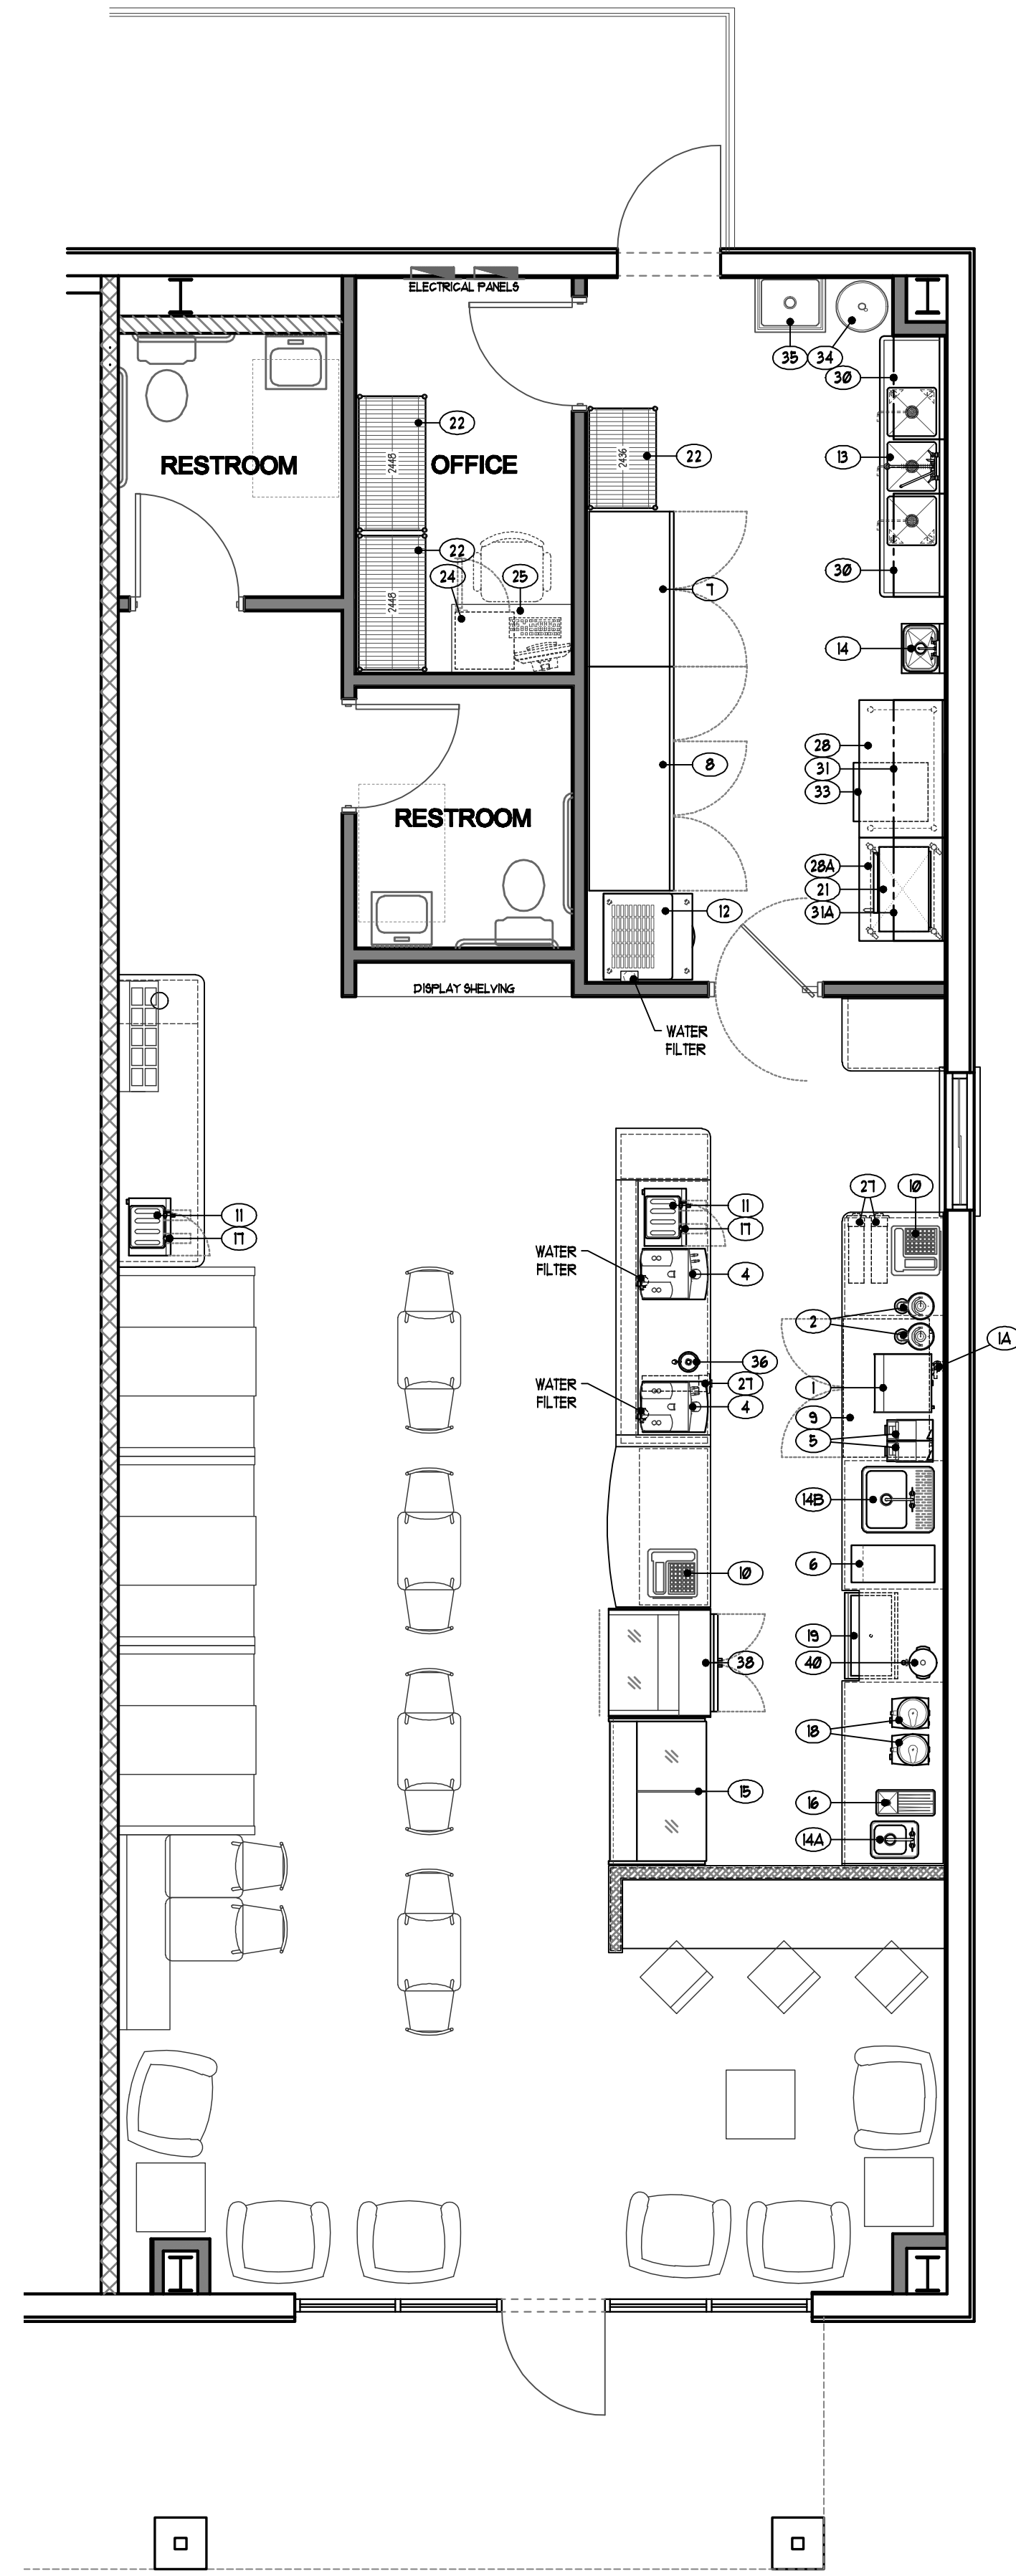 ELECTRICAL PANELS
35
34
30
22
22
13
RESTROOM
OFFICE
2448
2436
22
30
24
25
2448
7
14
28
8
31
33
RESTROOM
28A
21
12
31A
DISPLAY SHELVING
WATER
FILTER
27
10
11
11
17
17
WATER
FILTER
4
2
1A
36
27
1
WATER
FILTER
4
9
5
14B
6
10
19
38
40
18
15
16
14A